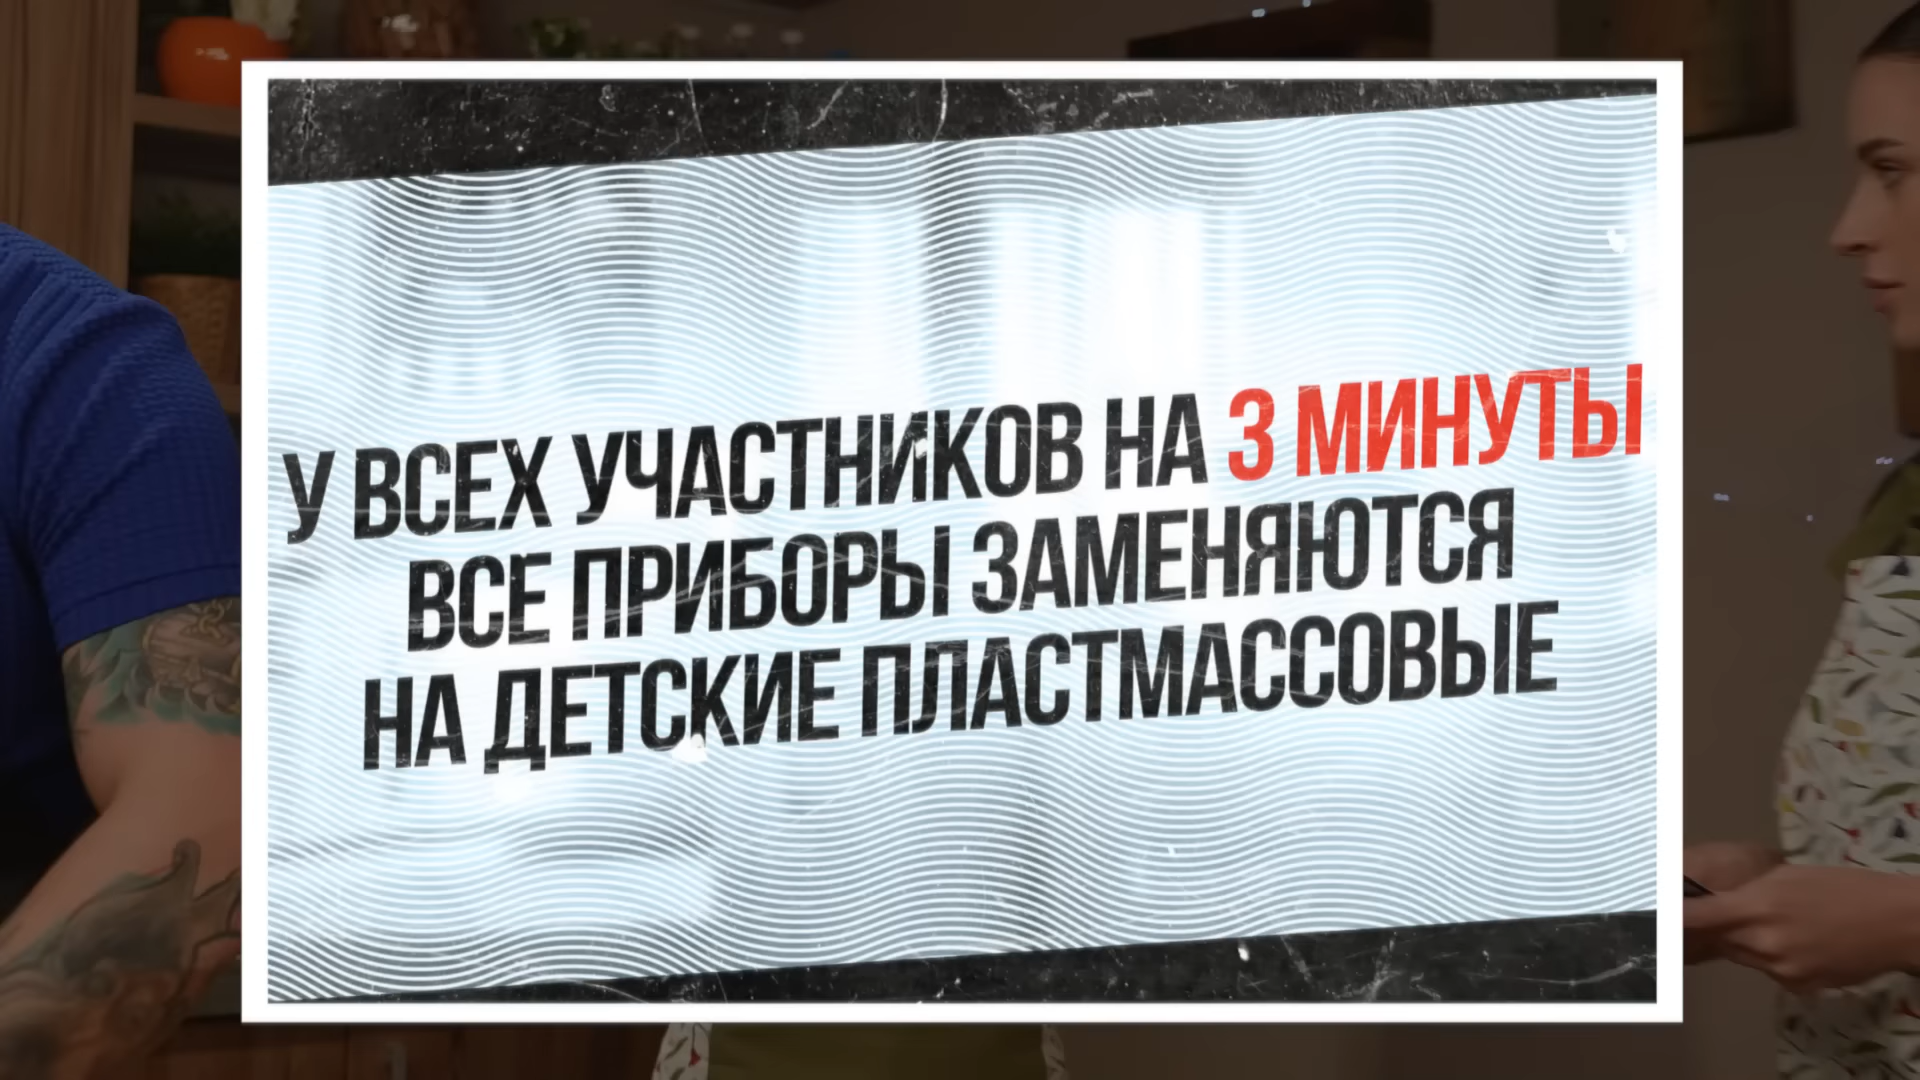 У ВСЕХ УЧАСТНИКОВ НА 3 МИНУТЫ
ВСЕ ПРИБОРЫ ЗАМЕНЯЮТСЯ
НА ДЕТСКИЕ ПЛАСТМАССОВЫЕ